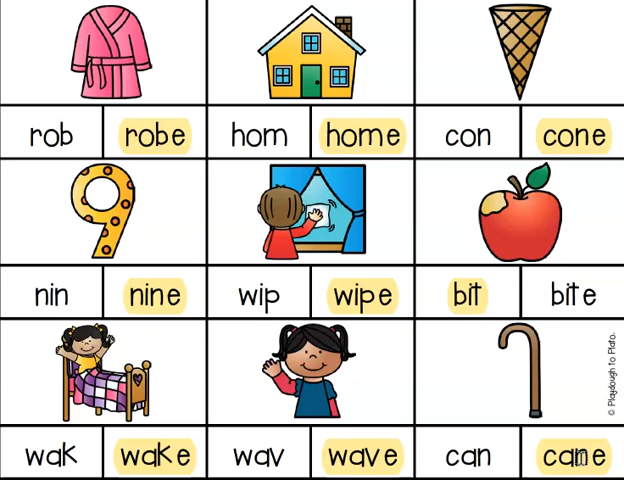 rob robe hom home con cone
nin nine wip wipe bit bite
wak wake wav wave can cane
© Playdough to Plato.